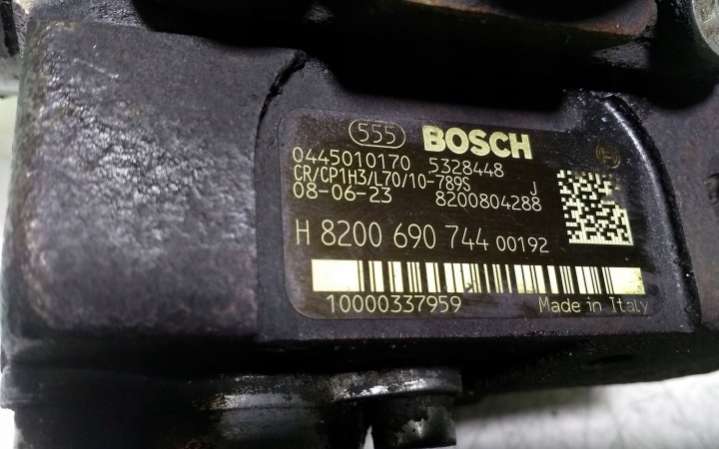 555 BOSCH
0445010170 5328448
CR/CP1H3/L70/10-789S J
08-06-23 8200804288
H 8200 690 744 00192
10000337959 Made in Italy